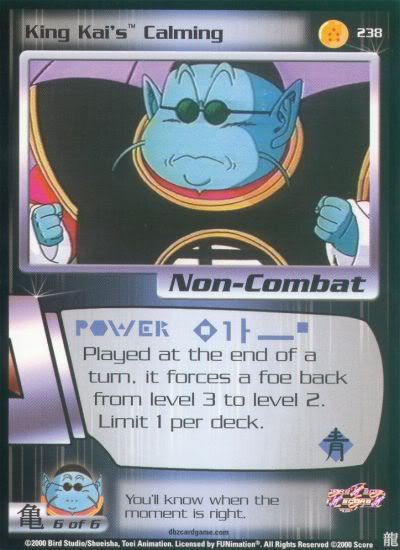 King Kai's™ Calming
238
Non-Combat
POWER
Played at the end of a
turn, it forces a foe back
from level 3 to level 2.
Limit 1 per deck.
青
SCORE
亀
6 of 6
You'll know when the
moment is right.
dbzcardgame.com
©2000 Bird Studio/Shueisha, Toei Animation. Licensed by FUNimation®. All Rights Reserved ©2000 Score
龍